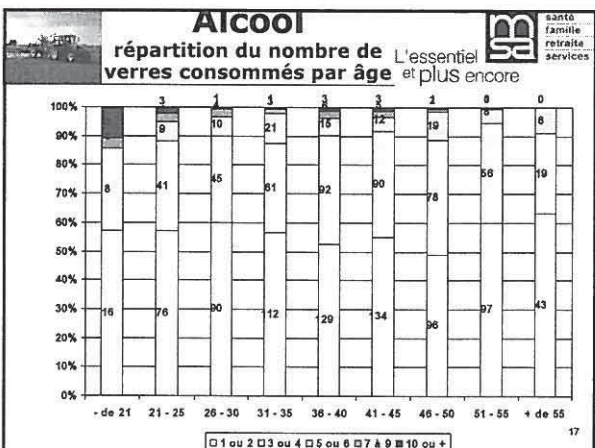 Alcool
répartition du nombre de
verres consommés par âge
L'essentiel
et plus encore
msa
santé
famille
retraite
services
3 1 3 3 2 0 0
100%
9 10 21 15 12 19 6
90%
80%
8 41 45 61 92 90 78 56 19
70%
60%
50%
40%
16 76 90 112 129 134 96 97 43
30%
20%
10%
0%
- de 21 21 - 25 26 - 30 31 - 35 36 - 40 41 - 45 46 - 50 51 - 55 + de 55
17
1 ou 2 3 ou 4 5 ou 6 7 à 9 10 ou +